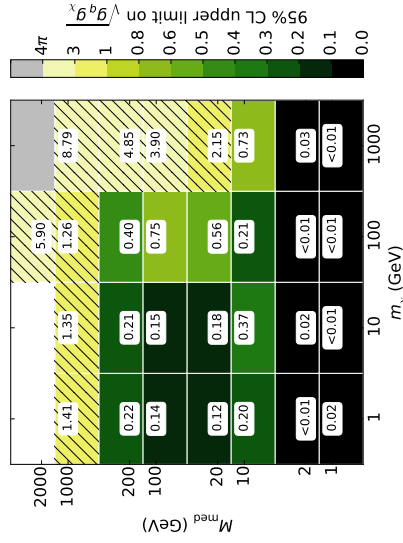 M_med (GeV)
2000 5.90
1000 1.41 1.35 1.26 8.79
200 0.22 0.21 0.40 4.85
100 0.14 0.15 0.75 3.90
20 0.12 0.18 0.56 2.15
10 0.20 0.37 0.21 0.73
2 <0.01 0.02 <0.01 0.03
1 0.02 <0.01 <0.01 <0.01
1 10 100 1000
m_χ (GeV)
4π
3
1
0.8
0.6
0.5
0.4
0.3
0.2
0.1
0.0
95% CL upper limit on √g_q g_χ